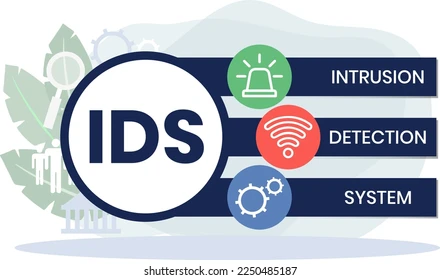 IDS
INTRUSION
DETECTION
SYSTEM
shutterstock.com · 2250485187